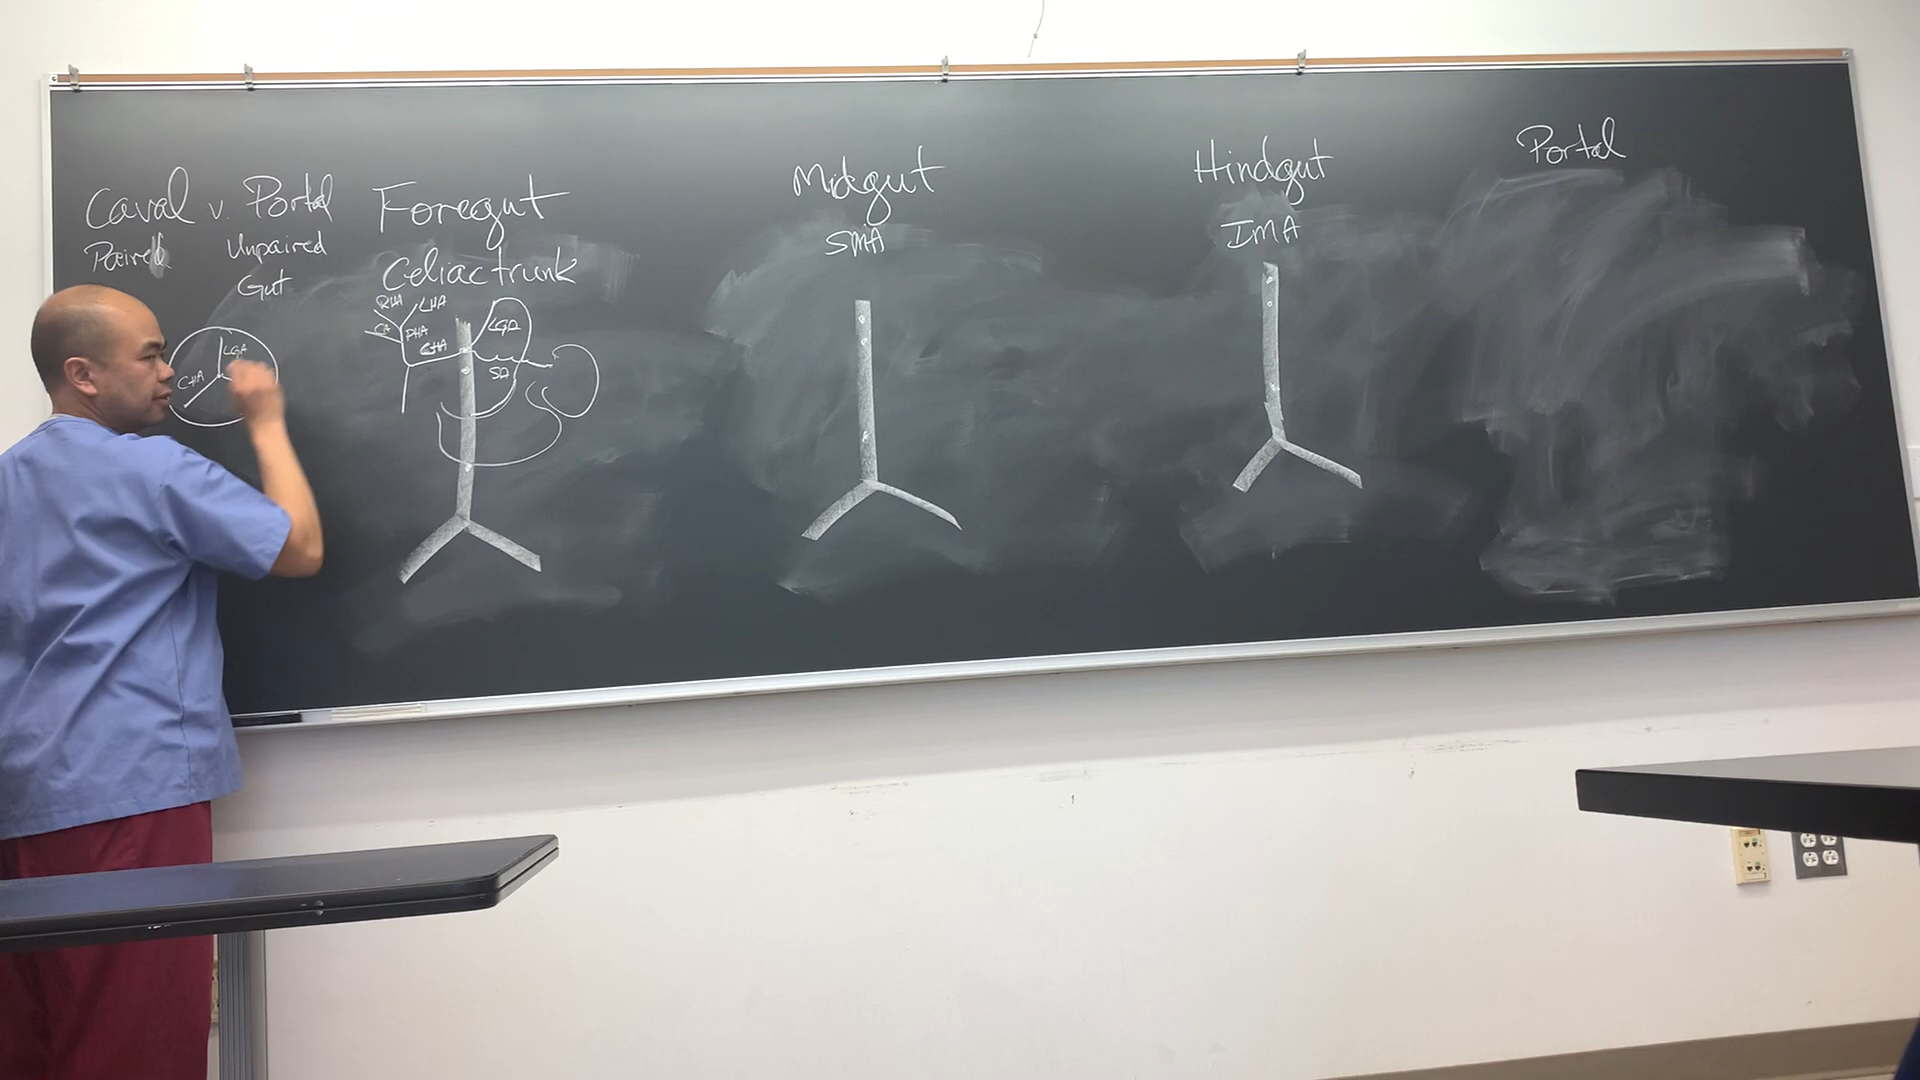 Caval v. Portal
Paired Unpaired
Gut
LGA
CHA
Foregut
Celiac trunk
RHA LHA
CA PHA
CHA
LGA
SA
Midgut
SMA
Hindgut
IMA
Portal